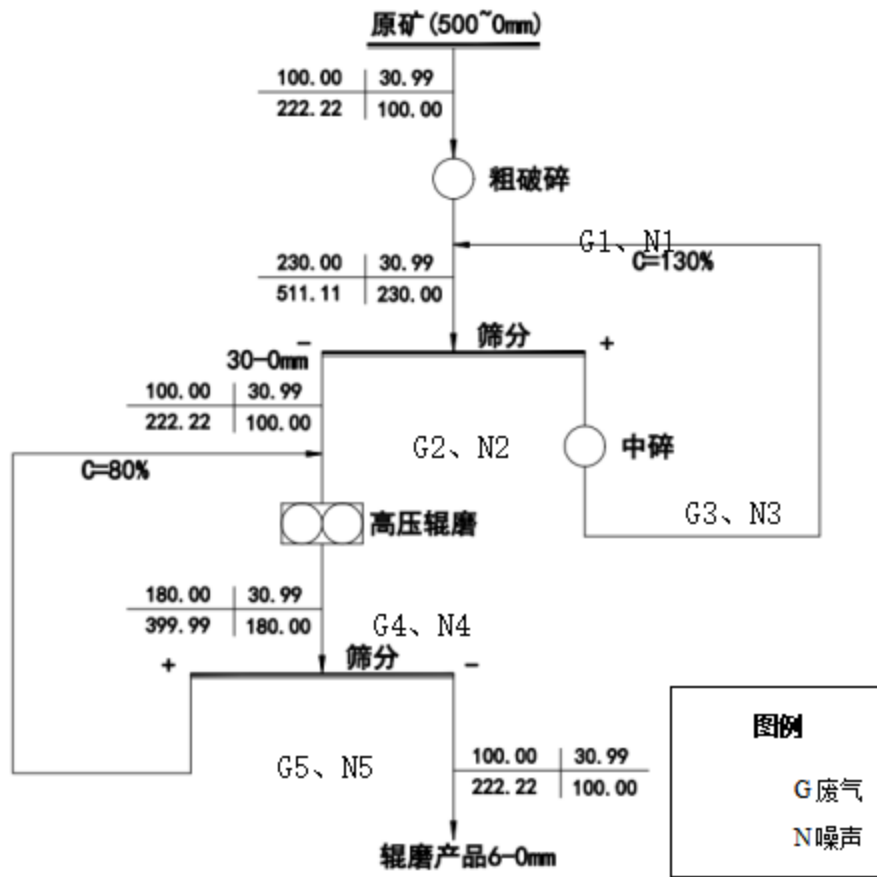 原矿(500~0mm)
100.00 30.99
222.22 100.00
粗破碎
G1、N1
C=130%
230.00 30.99
511.11 230.00
- 筛分 +
30-0mm
100.00 30.99
222.22 100.00
G2、N2
中碎
C=80%
高压辊磨
G3、N3
180.00 30.99
399.99 180.00
G4、N4
+ 筛分 -
G5、N5
100.00 30.99
222.22 100.00
辊磨产品6-0mm
图例
G废气
N噪声